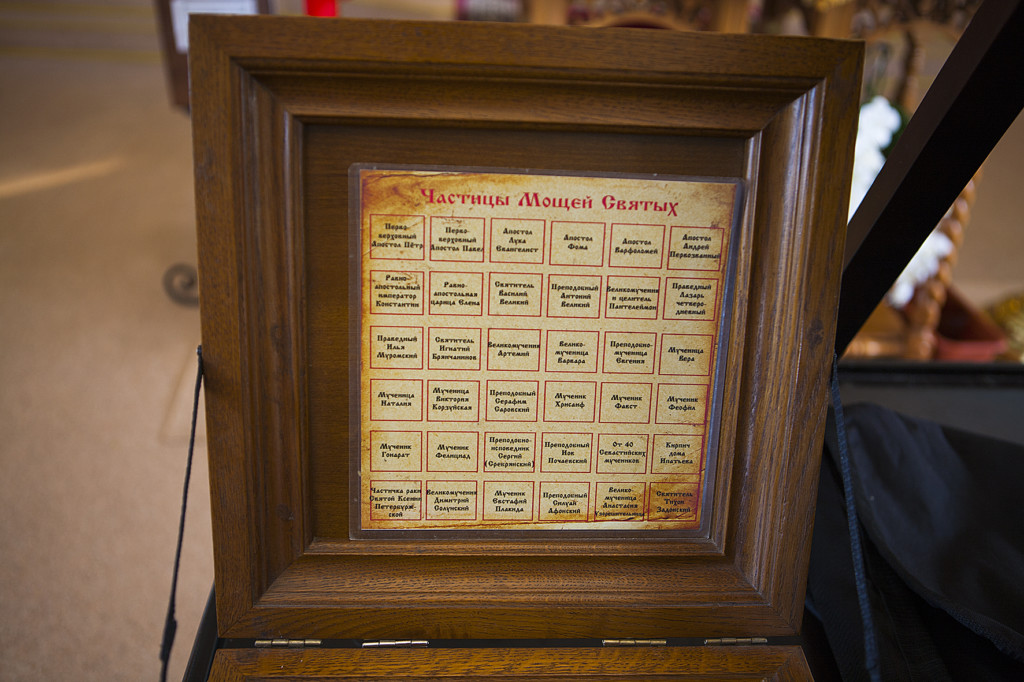 Частицы Мощей Святых
Перво-
верховный
Апостол Пётр
Перво-
верховный
Апостол Павел
Апостол
Лука
Евангелист
Апостол
Фома
Апостол
Варфоломей
Апостол
Андрей
Первозванный
Равно-
апостольный
император
Константин
Равно-
апостольная
царица Елена
Святитель
Василий
Великий
Преподобный
Антоний
Великий
Великомученик
и целитель
Пантелеймон
Праведный
Лазарь
четверо-
дневный
Праведный
Илья
Муромский
Святитель
Игнатий
Брянчанинов
Великомученик
Артемий
Велико-
мученица
Варвара
Преподобно-
мученица
Евгения
Мученица
Вера
Мученица
Наталия
Мученица
Виктория
Кордуйская
Преподобный
Серафим
Саровский
Мученик
Хрисанф
Мученик
Фавст
Мученик
Феофил
Мученик
Гонарат
Мученик
Фелициад
Преподобно-
исповедник
Сергий
(Сребрянский)
Преподобный
Иов
Почаевский
От 40
Севастийских
мучеников
Кирпич
дома
Ипатьева
Частичка раки
Святой Ксении
Петербурж-
ской
Великомученик
Димитрий
Солунский
Мученик
Евстафий
Плакида
Преподобный
Силуан
Афонский
Велико-
мученица
Анастасия
Узорешительница
Святитель
Тихон
Задонский